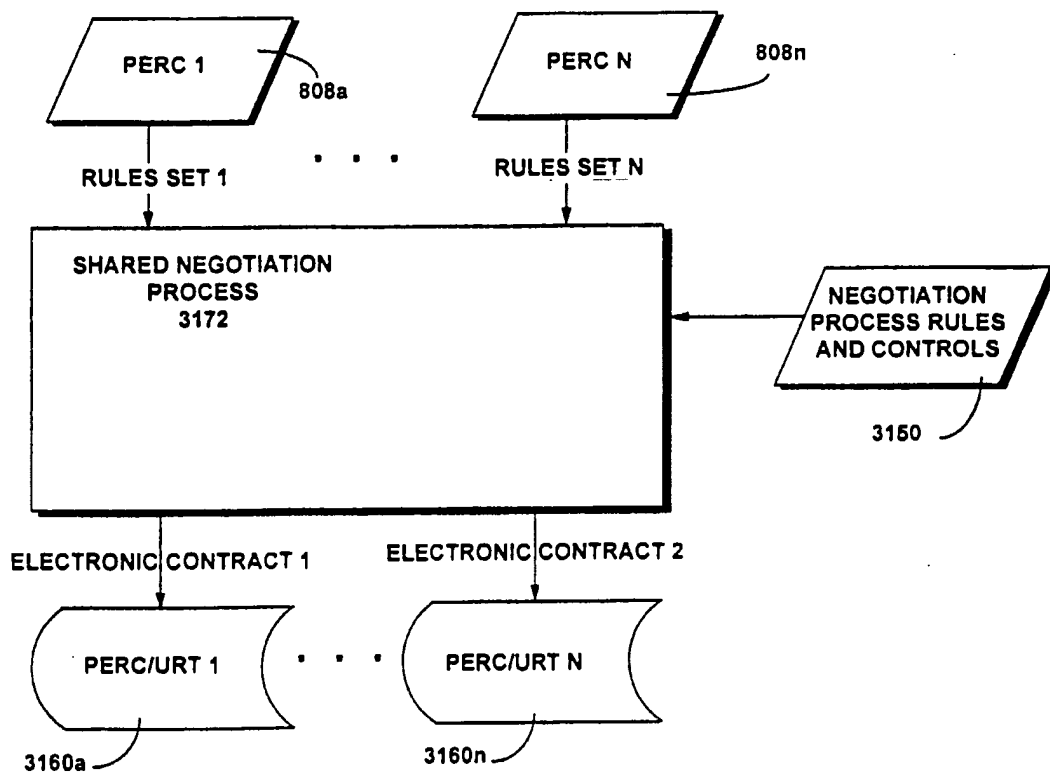 PERC 1
808a
PERC N
808n
RULES SET 1
RULES SET N
SHARED NEGOTIATION
PROCESS
3172
NEGOTIATION
PROCESS RULES
AND CONTROLS
3150
ELECTRONIC CONTRACT 1
ELECTRONIC CONTRACT 2
PERC/URT 1
PERC/URT N
3160a
3160n